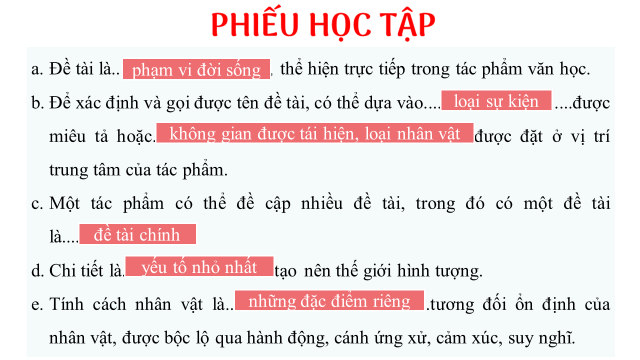 PHIẾU HỌC TẬP
a. Đề tài là.. phạm vi đời sống . thể hiện trực tiếp trong tác phẩm văn học.
b. Để xác định và gọi được tên đề tài, có thể dựa vào.... loại sự kiện ....được
miêu tả hoặc. không gian được tái hiện, loại nhân vật được đặt ở vị trí
trung tâm của tác phẩm.
c. Một tác phẩm có thể đề cập nhiều đề tài, trong đó có một đề tài
là.... đề tài chính
d. Chi tiết là. yếu tố nhỏ nhất tạo nên thế giới hình tượng.
e. Tính cách nhân vật là.. những đặc điểm riêng .tương đối ổn định của
nhân vật, được bộc lộ qua hành động, cánh ứng xử, cảm xúc, suy nghĩ.